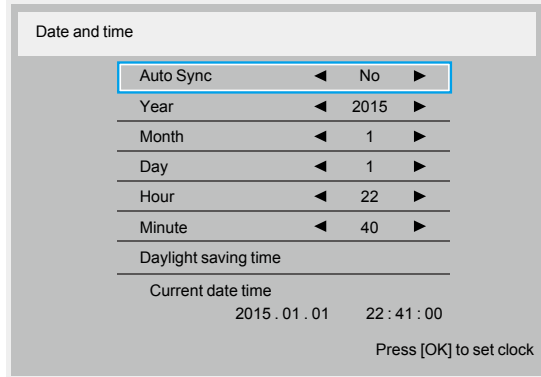 Date and time
Auto Sync ◀ No ▶
Year ◀ 2015 ▶
Month ◀ 1 ▶
Day ◀ 1 ▶
Hour ◀ 22 ▶
Minute ◀ 40 ▶
Daylight saving time
Current date time
2015 . 01 . 01 22 : 41 : 00
Press [OK] to set clock